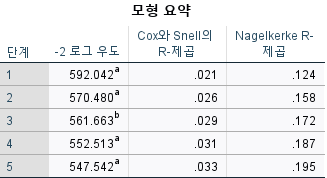 모형 요약
단계 -2 로그 우도 Cox와 Snell의 R-제곱 Nagelkerke R-제곱
1 592.042a .021 .124
2 570.480a .026 .158
3 561.663b .029 .172
4 552.513a .031 .187
5 547.542a .033 .195